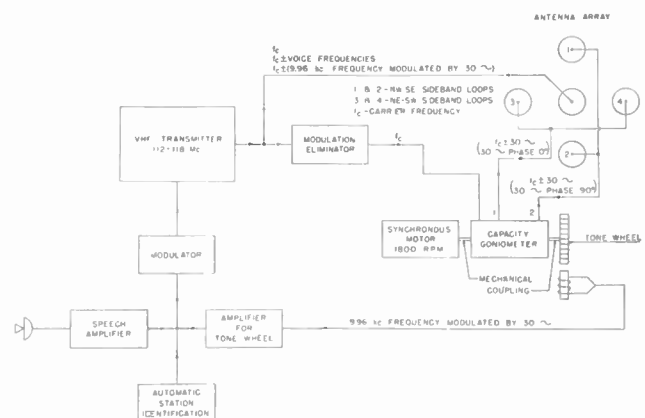 ANTENNA ARRAY
fc
fc ± VOICE FREQUENCIES
fc ± (9.96 kc FREQUENCY MODULATED BY 30 ~)
1 & 2 - NW SE SIDEBAND LOOPS
3 & 4 - NE-SW SIDEBAND LOOPS
fc - CARRIER FREQUENCY
1
3
4
2
VHF TRANSMITTER
112-118 Mc
MODULATION
ELIMINATOR
fc
fc ± 30 ~
(30 ~ PHASE 0°)
fc ± 30 ~
(30 ~ PHASE 90°)
1
2
SYNCHRONOUS
MOTOR
1800 RPM
CAPACITY
GONIOMETER
TONE WHEEL
MODULATOR
MECHANICAL
COUPLING
SPEECH
AMPLIFIER
AMPLIFIER
FOR
TONE WHEEL
9.96 kc FREQUENCY MODULATED BY 30 ~
AUTOMATIC
STATION
IDENTIFICATION